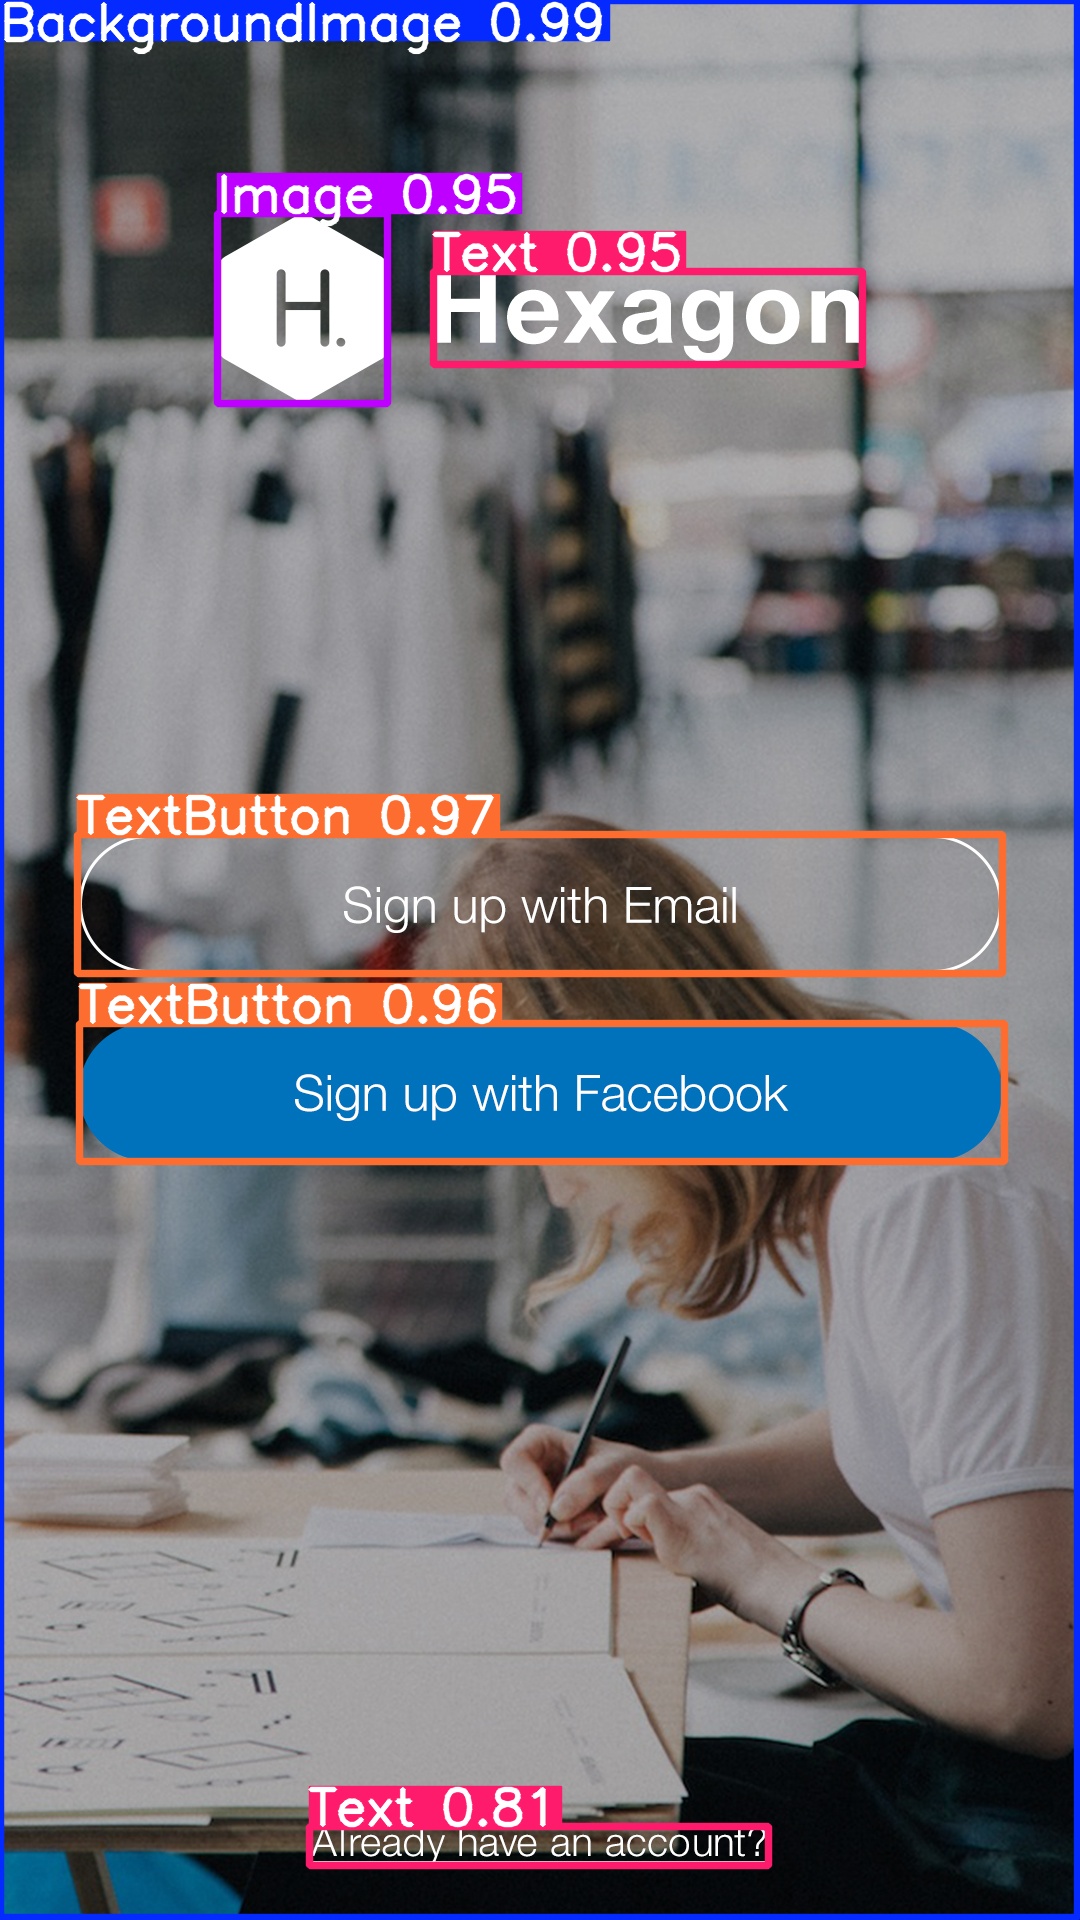 BackgroundImage 0.99
Image 0.95
H.
Text 0.95
Hexagon
TextButton 0.97
Sign up with Email
TextButton 0.96
Sign up with Facebook
Text 0.81
Already have an account?